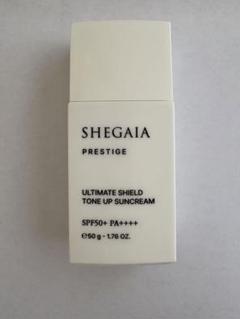 SHEGAIA
PRESTIGE
ULTIMATE SHIELD
TONE UP SUNCREAM
SPF50+ PA++++
℮50 g - 1.76 OZ.